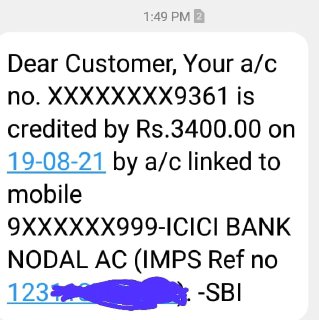 1:49 PM 2
Dear Customer, Your a/c
no. XXXXXXXX9361 is
credited by Rs.3400.00 on
19-08-21 by a/c linked to
mobile
9XXXXXX999-ICICI BANK
NODAL AC (IMPS Ref no
123 ). -SBI